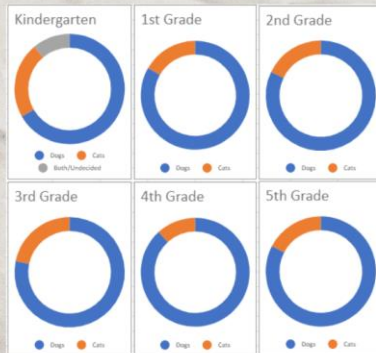 Kindergarten
Dogs Cats
Both/Undecided
1st Grade
Dogs Cats
2nd Grade
Dogs Cats
3rd Grade
Dogs Cats
4th Grade
Dogs Cats
5th Grade
Dogs Cats